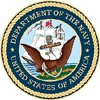 DEPARTMENT OF THE NAVY
UNITED STATES OF AMERICA